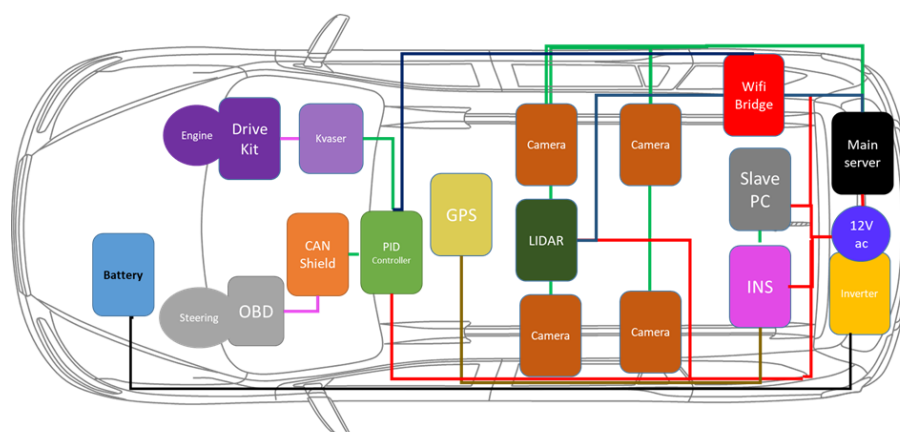 Engine
Drive
Kit
Kvaser
Camera
Camera
Wifi
Bridge
Main
server
Slave
PC
GPS
LIDAR
CAN
Shield
PID
Controller
12V
ac
Battery
Steering
OBD
INS
Inverter
Camera
Camera